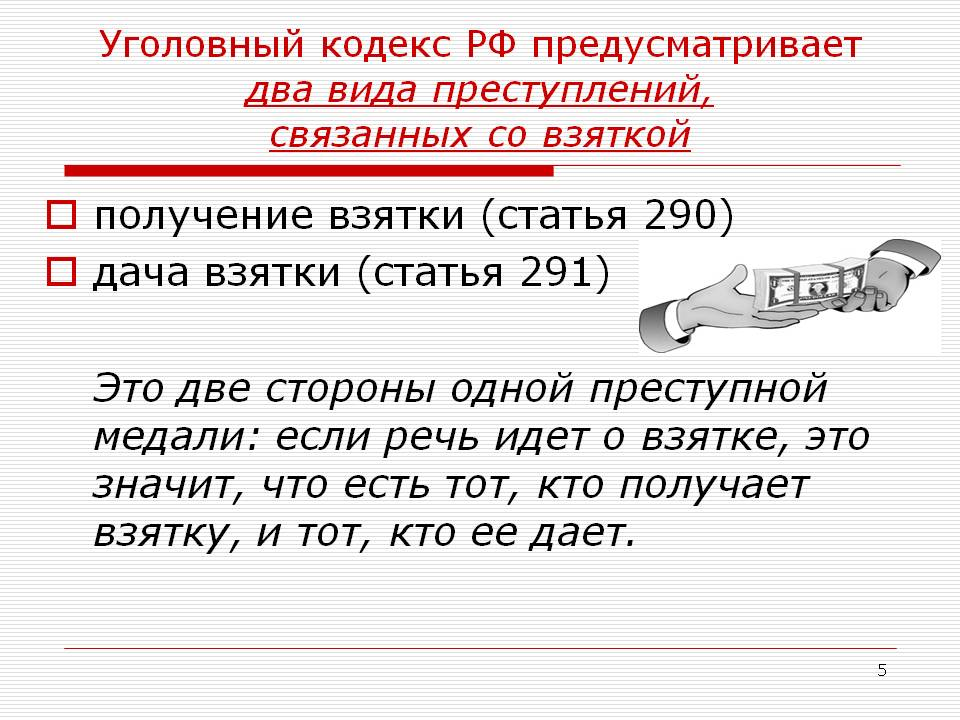 Уголовный кодекс РФ предусматривает
два вида преступлений,
связанных со взяткой
получение взятки (статья 290)
дача взятки (статья 291)
Это две стороны одной преступной
медали: если речь идет о взятке, это
значит, что есть тот, кто получает
взятку, и тот, кто ее дает.
5